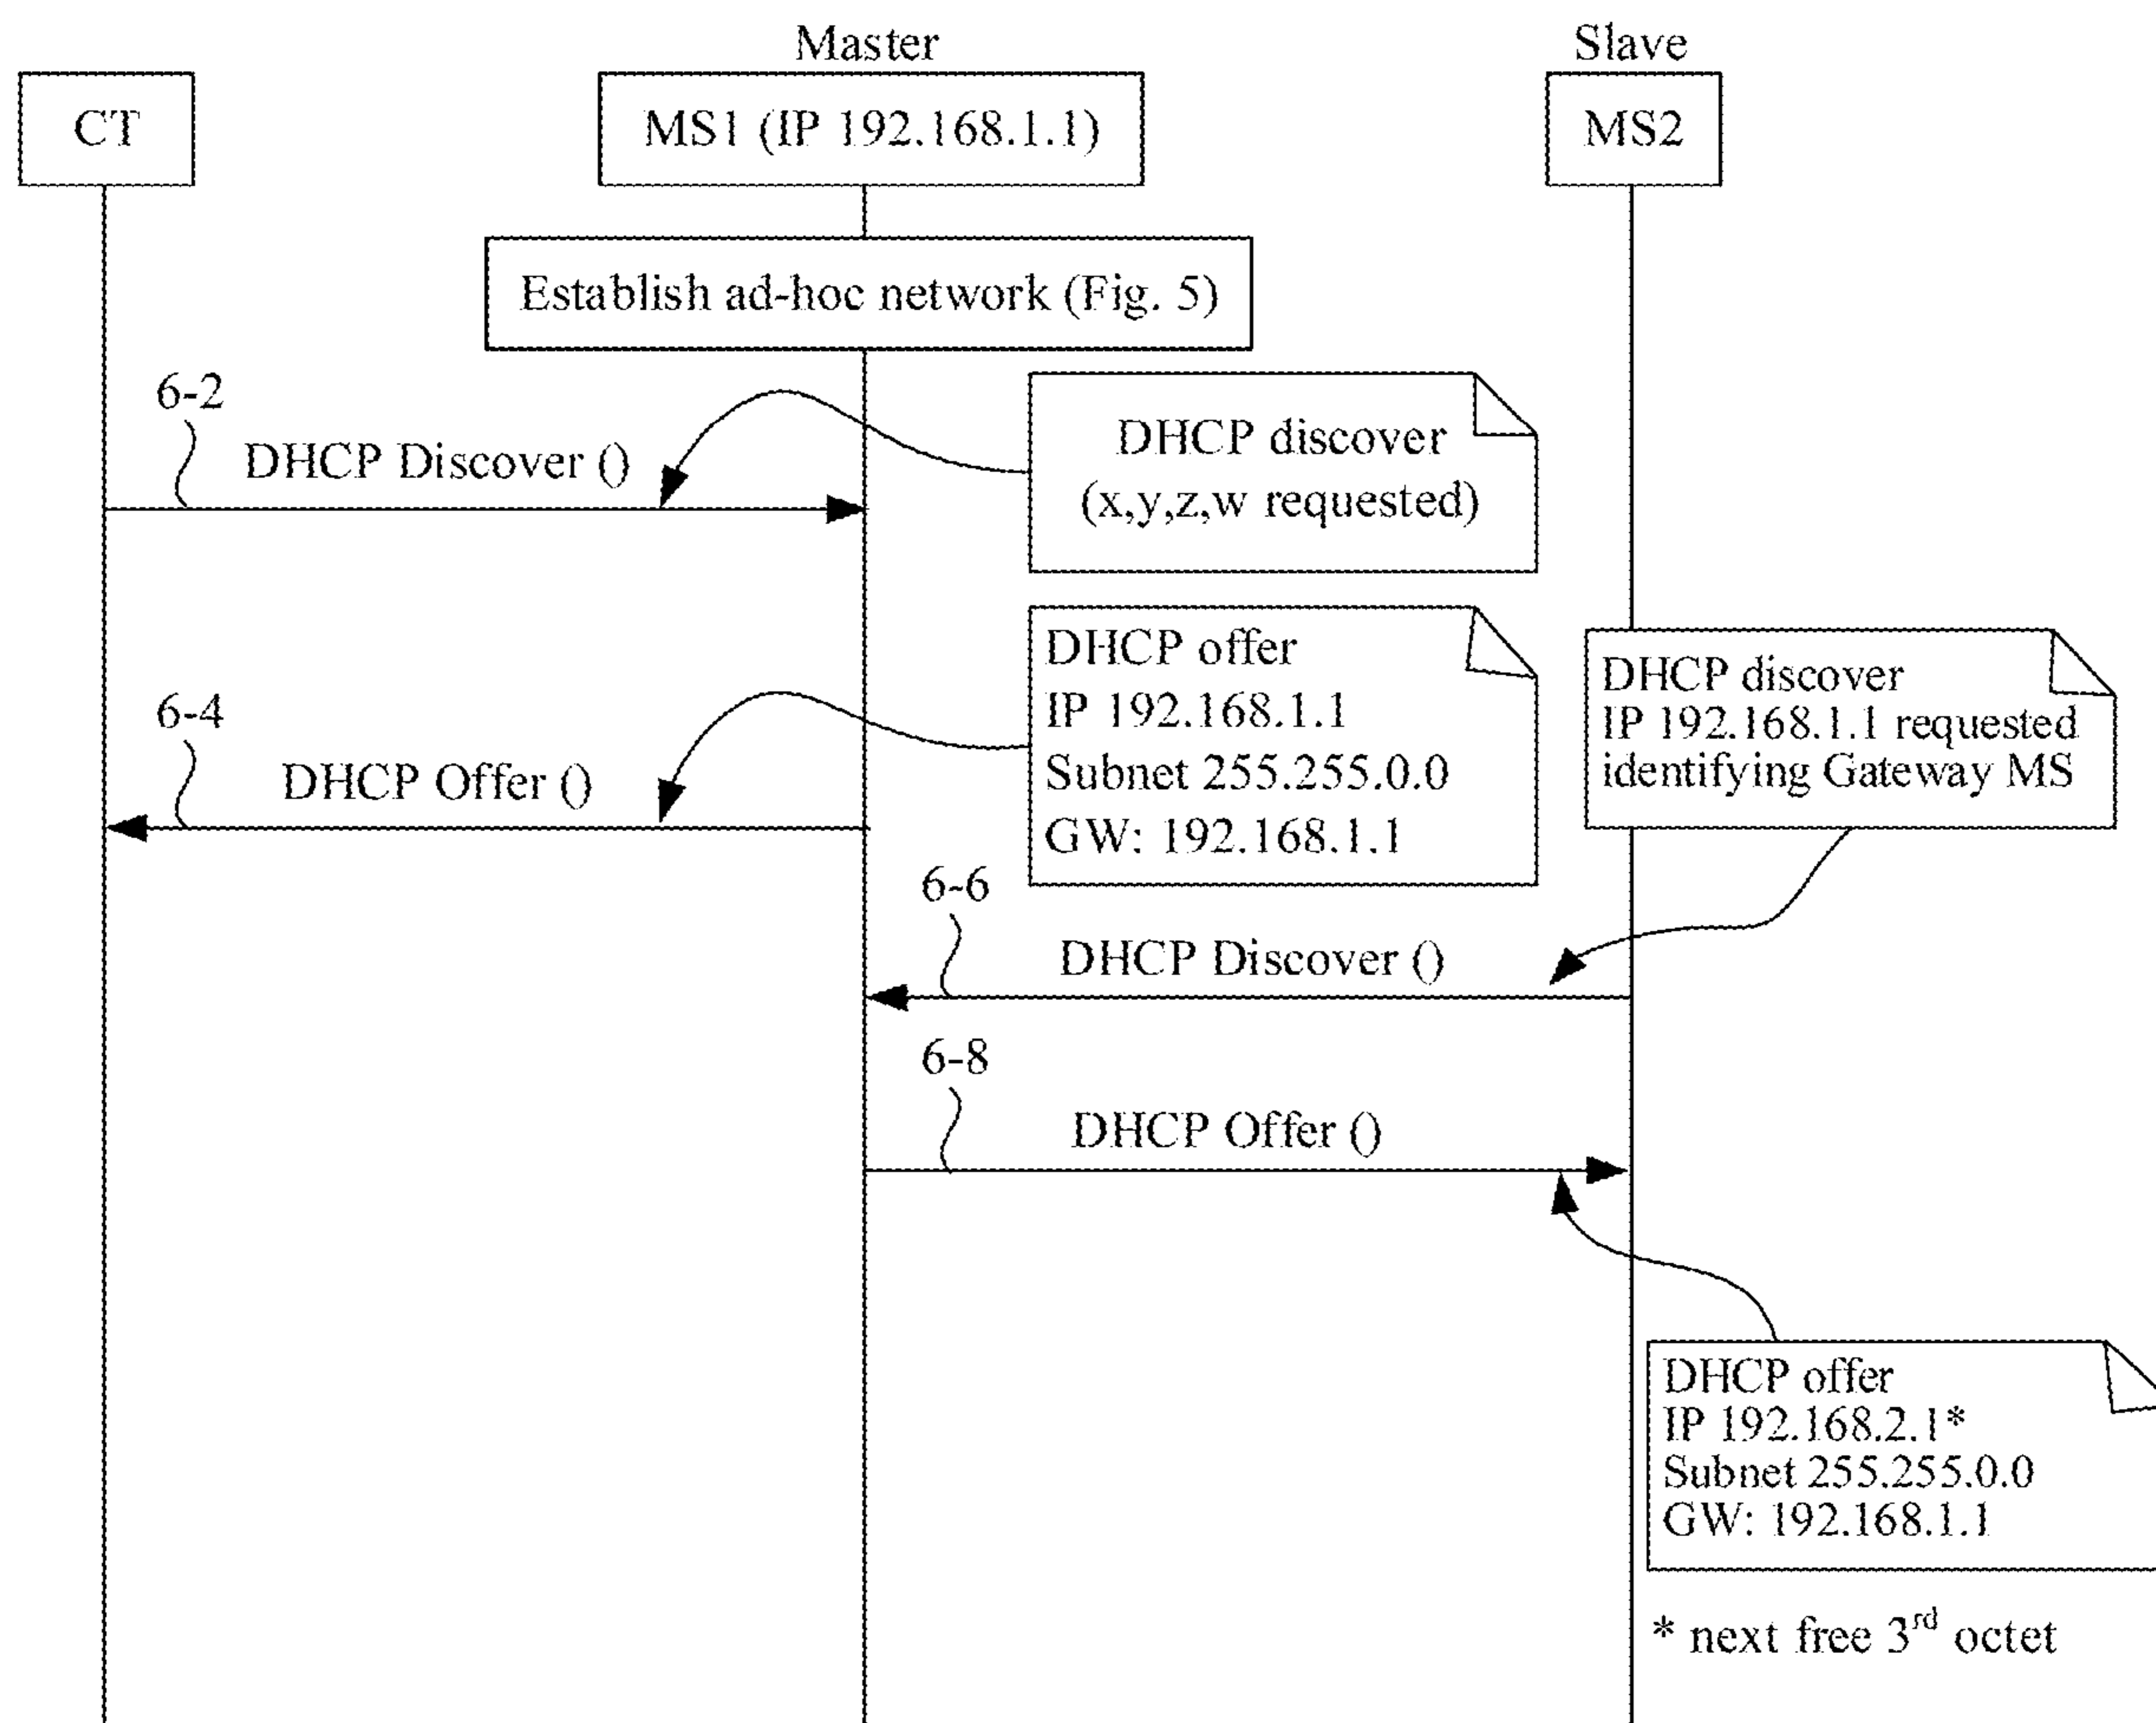 Master
Slave
CT
MS1 (IP 192.168.1.1)
MS2
Establish ad-hoc network (Fig. 5)
6-2
DHCP Discover ()
DHCP discover
(x,y,z,w requested)
6-4
DHCP Offer ()
DHCP offer
IP 192.168.1.1
Subnet 255.255.0.0
GW: 192.168.1.1
DHCP discover
IP 192.168.1.1 requested
identifying Gateway MS
6-6
DHCP Discover ()
6-8
DHCP Offer ()
DHCP offer
IP 192.168.2.1*
Subnet 255.255.0.0
GW: 192.168.1.1
* next free 3rd octet